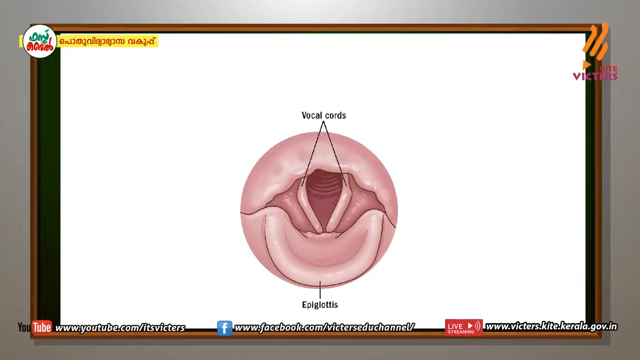 ഫസ്റ്റ്ബെൽ
പൊതുവിദ്യാഭ്യാസ വകുപ്പ്
KITE
VICTERS
Vocal cords
Epiglottis
YouTube www.youtube.com/itsvicters
www.facebook.com/victerseduchannel/
LIVE
STREAMING
www.victers.kite.kerala.gov.in